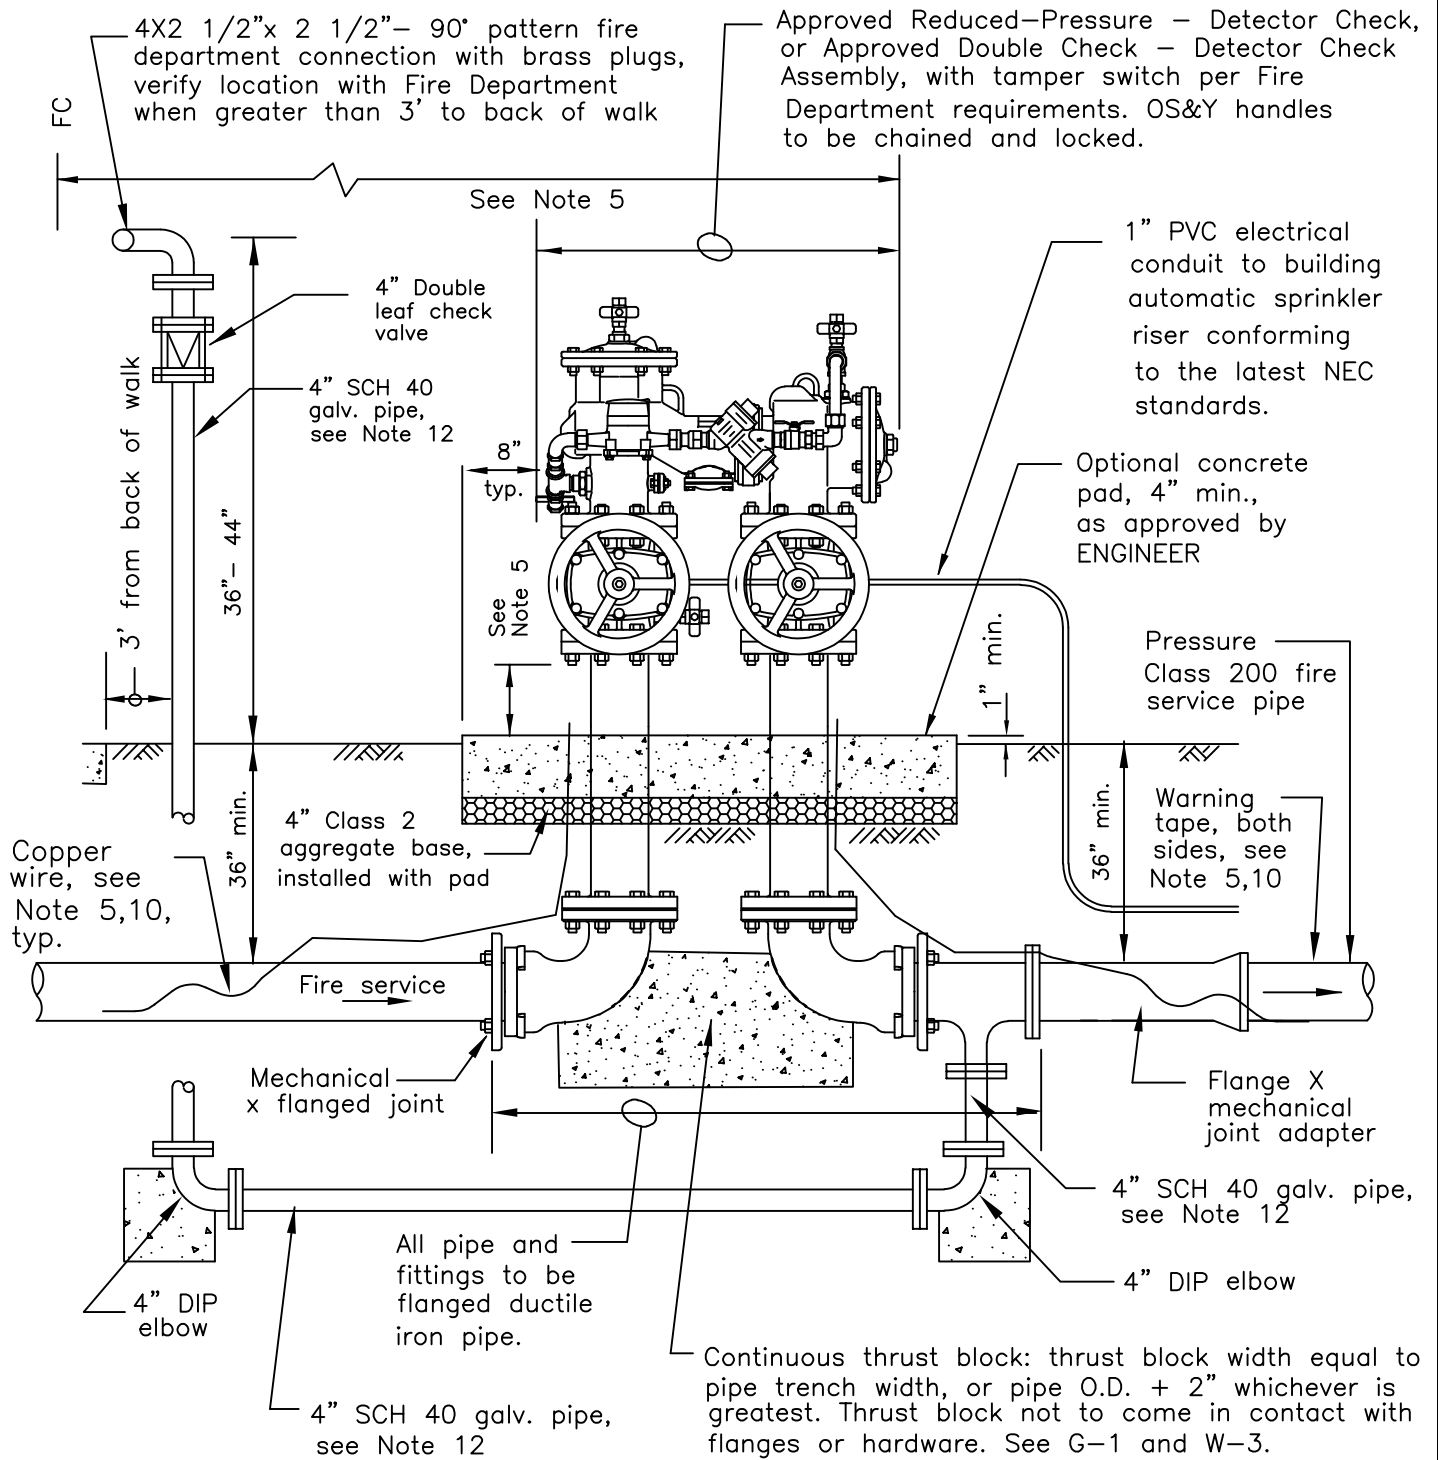 4X2 1/2”x 2 1/2”– 90° pattern fire
department connection with brass plugs,
verify location with Fire Department
when greater than 3’ to back of walk
Approved Reduced–Pressure – Detector Check,
or Approved Double Check – Detector Check
Assembly, with tamper switch per Fire
Department requirements. OS&Y handles
to be chained and locked.
FC
See Note 5
1” PVC electrical
conduit to building
automatic sprinkler
riser conforming
to the latest NEC
standards.
4” Double
leaf check
valve
4” SCH 40
galv. pipe,
see Note 12
3’ from back of walk
36”– 44”
8”
typ.
Optional concrete
pad, 4” min.,
as approved by
ENGINEER
See
Note 5
1” min.
Pressure
Class 200 fire
service pipe
36” min.
4” Class 2
aggregate base,
installed with pad
36” min.
Warning
tape, both
sides, see
Note 5,10
Copper
wire, see
Note 5,10,
typ.
Fire service
Mechanical
x flanged joint
Flange X
mechanical
joint adapter
4” SCH 40 galv. pipe,
see Note 12
All pipe and
fittings to be
flanged ductile
iron pipe.
4” DIP
elbow
4” DIP elbow
Continuous thrust block: thrust block width equal to
pipe trench width, or pipe O.D. + 2” whichever is
greatest. Thrust block not to come in contact with
flanges or hardware. See G–1 and W–3.
4” SCH 40 galv. pipe,
see Note 12